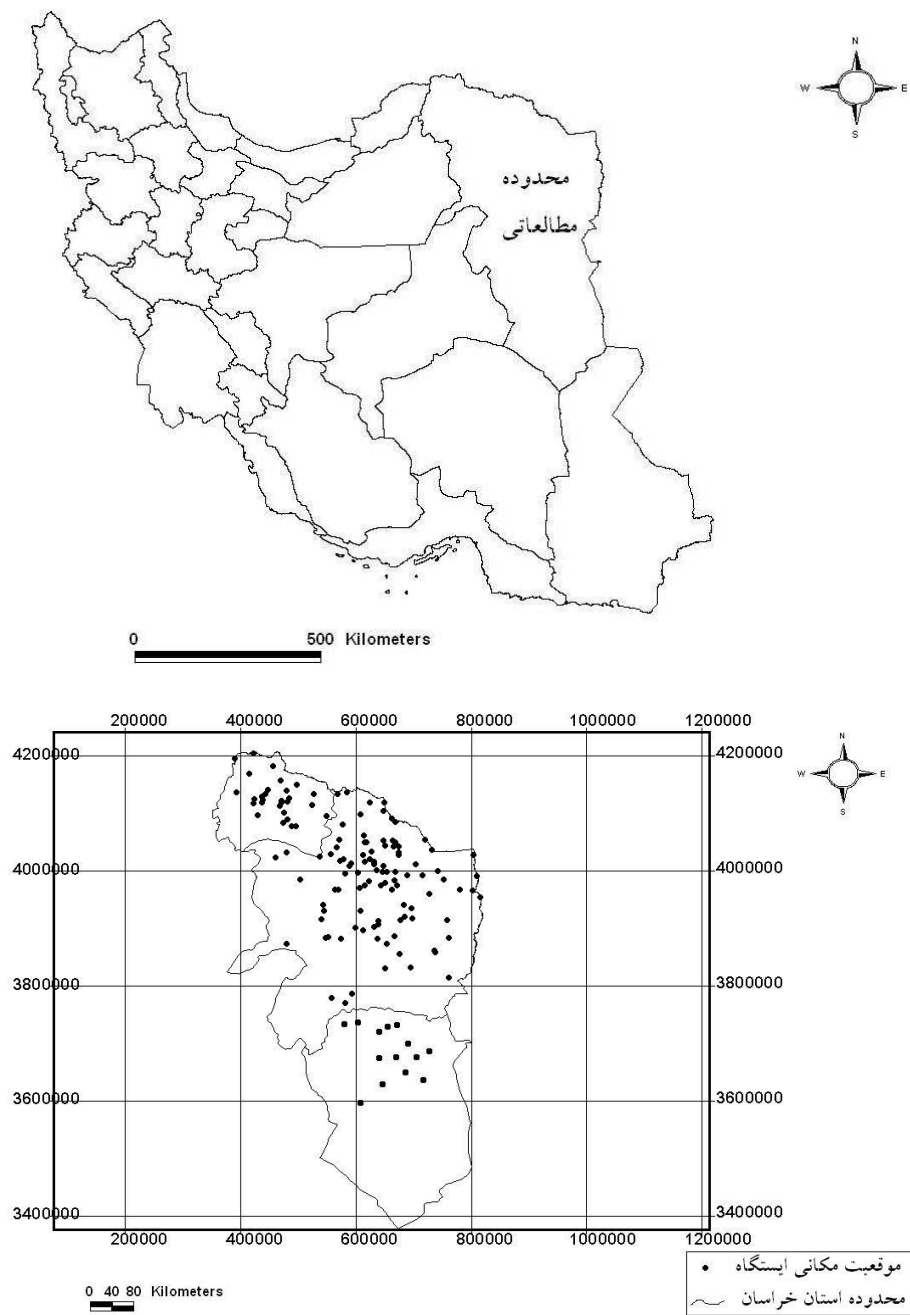 N
W E
S
محدوده
مطالعاتی
0 500 Kilometers
200000 400000 600000 800000 1000000 1200000
4200000 4200000
N
W E
S
4000000 4000000
3800000 3800000
3600000 3600000
3400000 3400000
200000 400000 600000 800000 1000000 1200000
موقعیت مکانی ایستگاه
محدوده استان خراسان
0 40 80 Kilometers